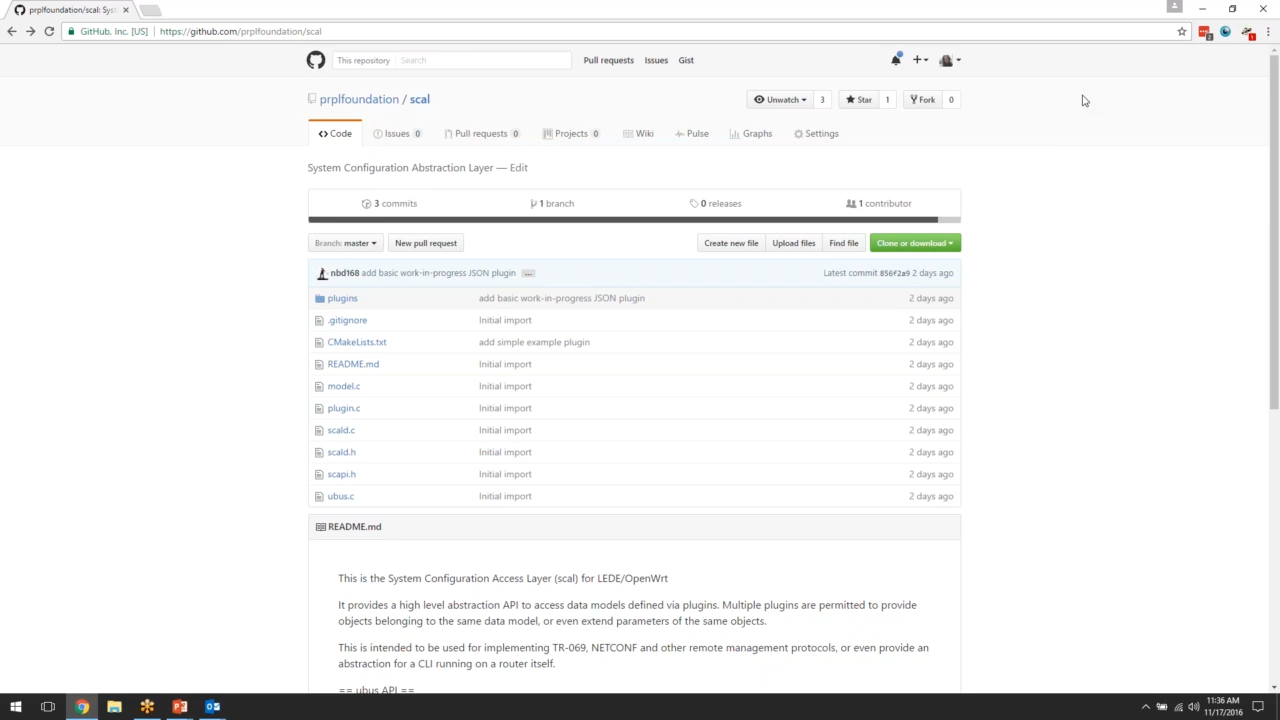 prplfoundation/scal: Sys
GitHub, Inc. [US] https://github.com/prplfoundation/scal
This repository Search Pull requests Issues Gist
prplfoundation / scal Unwatch 3 Star 1 Fork 0
Code Issues 0 Pull requests 0 Projects 0 Wiki Pulse Graphs Settings
System Configuration Abstraction Layer — Edit
3 commits 1 branch 0 releases 1 contributor
Branch: master New pull request Create new file Upload files Find file Clone or download
nbd168 add basic work-in-progress JSON plugin ... Latest commit 856f2a9 2 days ago
plugins add basic work-in-progress JSON plugin 2 days ago
.gitignore Initial import 2 days ago
CMakeLists.txt add simple example plugin 2 days ago
README.md Initial import 2 days ago
model.c Initial import 2 days ago
plugin.c Initial import 2 days ago
scald.c Initial import 2 days ago
scald.h Initial import 2 days ago
scapi.h Initial import 2 days ago
ubus.c Initial import 2 days ago
README.md
This is the System Configuration Access Layer (scal) for LEDE/OpenWrt
It provides a high level abstraction API to access data models defined via plugins. Multiple plugins are permitted to provide
objects belonging to the same data model, or even extend parameters of the same objects.
This is intended to be used for implementing TR-069, NETCONF and other remote management protocols, or even provide an
abstraction for a CLI running on a router itself.
== ubus API ==
11:36 AM
11/17/2016